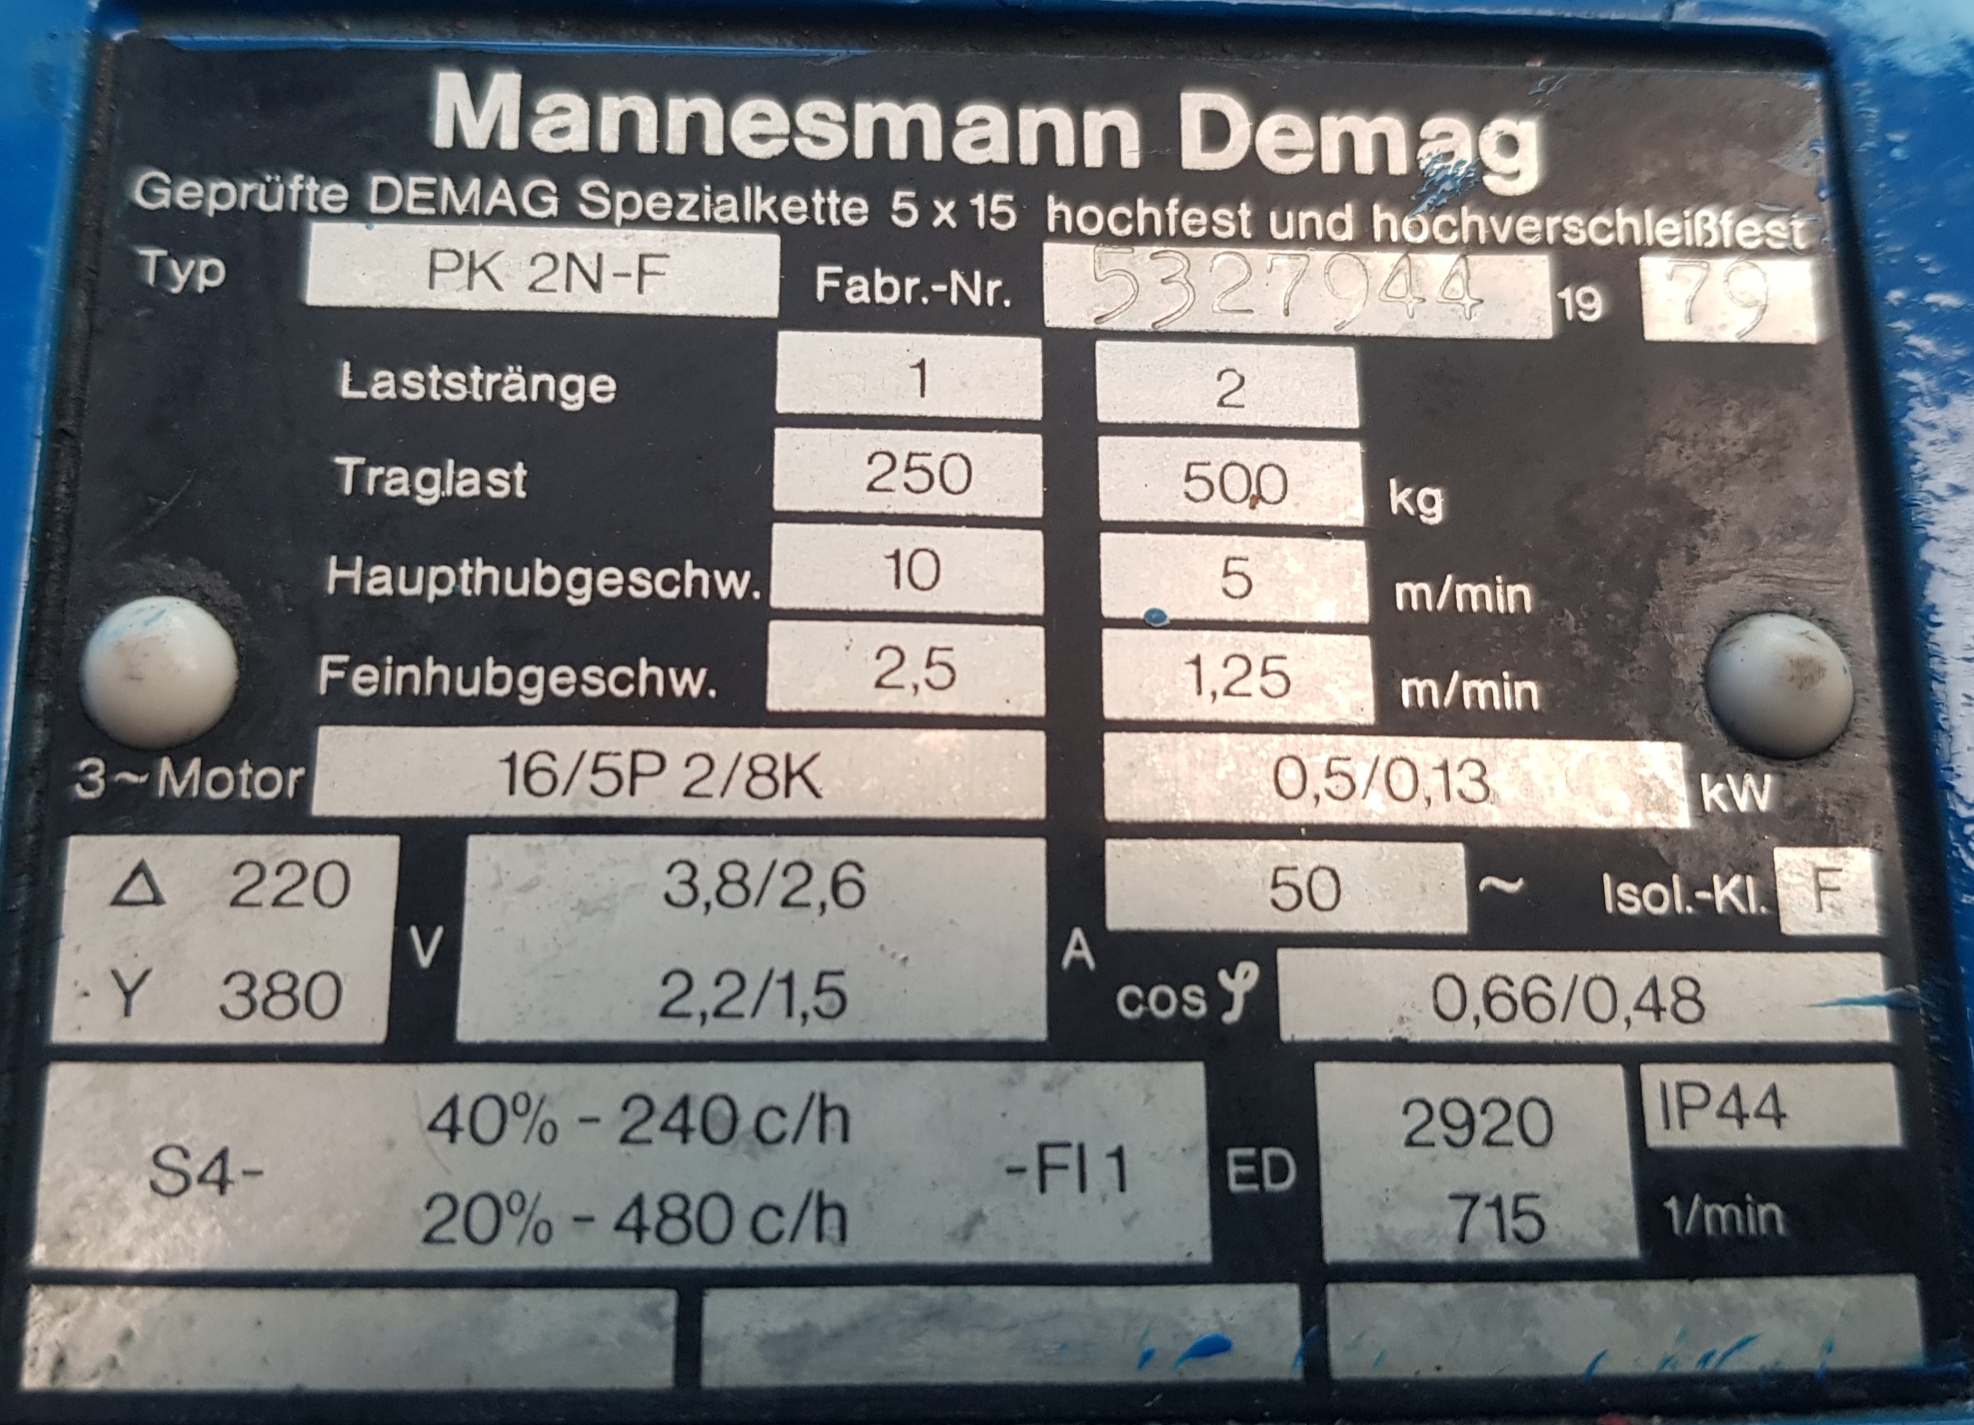 Mannesmann Demag
Geprüfte DEMAG Spezialkette 5 x 15 hochfest und hochverschleißfest
Typ PK 2N-F Fabr.-Nr. 5327944 19 79
Laststränge 1 2
Traglast 250 500 kg
Haupthubgeschw. 10 5 m/min
Feinhubgeschw. 2,5 1,25 m/min
3~Motor 16/5P 2/8K 0,5/0,13 kW
Δ 220 3,8/2,6 50 ~ Isol.-Kl. F
V A
Y 380 2,2/1,5 cos φ 0,66/0,48
40% - 240 c/h 2920 IP44
S4- -FI 1 ED
20% - 480 c/h 715 1/min